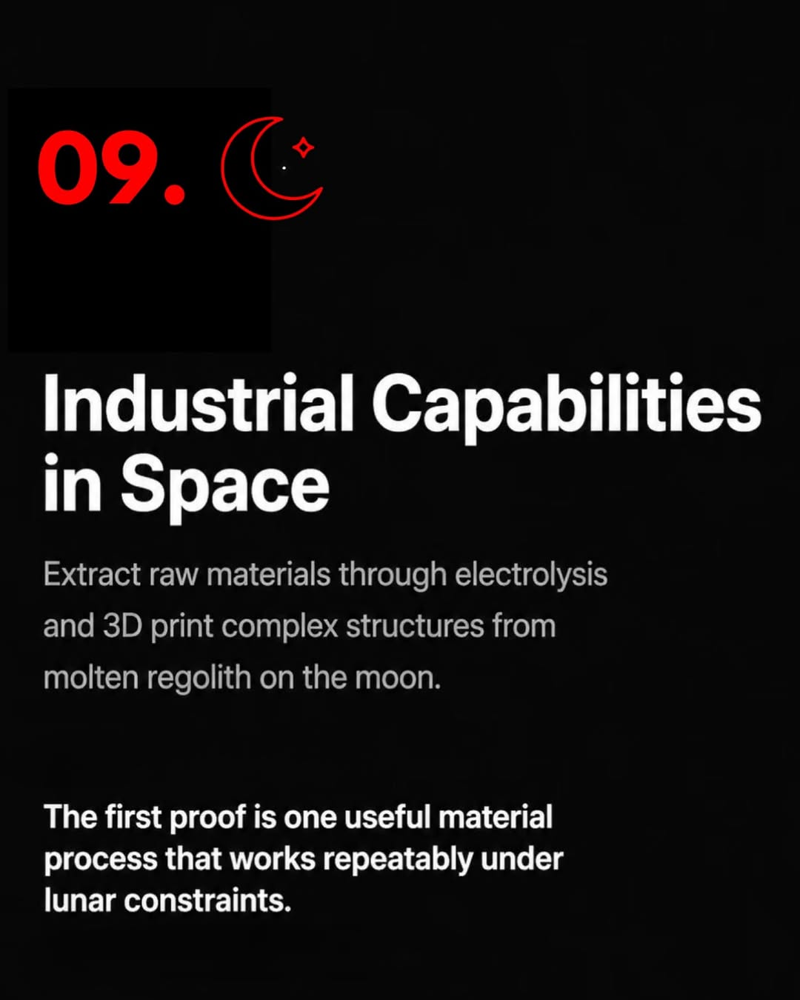 09.
Industrial Capabilities
in Space
Extract raw materials through electrolysis
and 3D print complex structures from
molten regolith on the moon.
The first proof is one useful material
process that works repeatably under
lunar constraints.